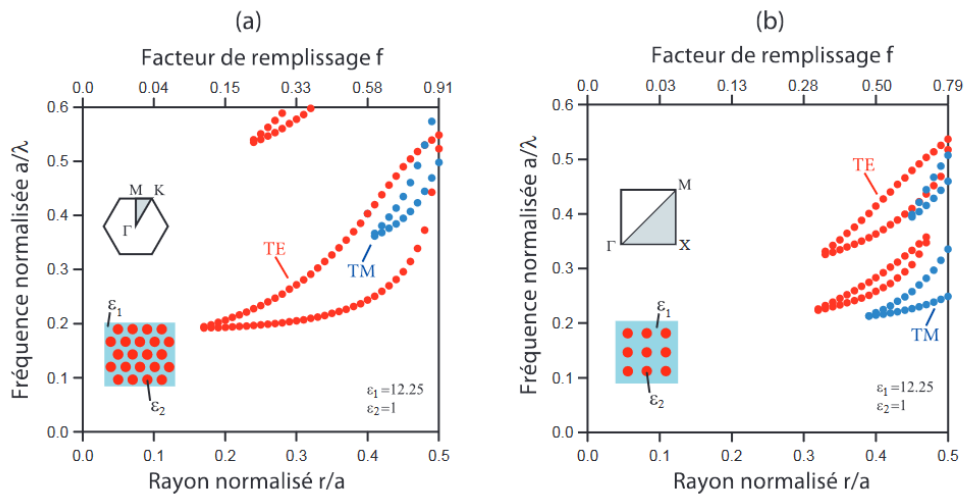 (a)
Facteur de remplissage f
0.0 0.04 0.15 0.33 0.58 0.91
Fréquence normalisée a/λ
0.6
0.5
0.4
0.3
0.2
0.1
0.0
M K
Γ
TE
TM
ε1
ε2
ε1=12.25
ε2=1
0.0 0.1 0.2 0.3 0.4 0.5
Rayon normalisé r/a
(b)
Facteur de remplissage f
0.0 0.03 0.13 0.28 0.50 0.79
Fréquence normalisée a/λ
0.6
0.5
0.4
0.3
0.2
0.1
0.0
M
Γ X
TE
TM
ε1
ε2
ε1=12.25
ε2=1
0.0 0.1 0.2 0.3 0.4 0.5
Rayon normalisé r/a